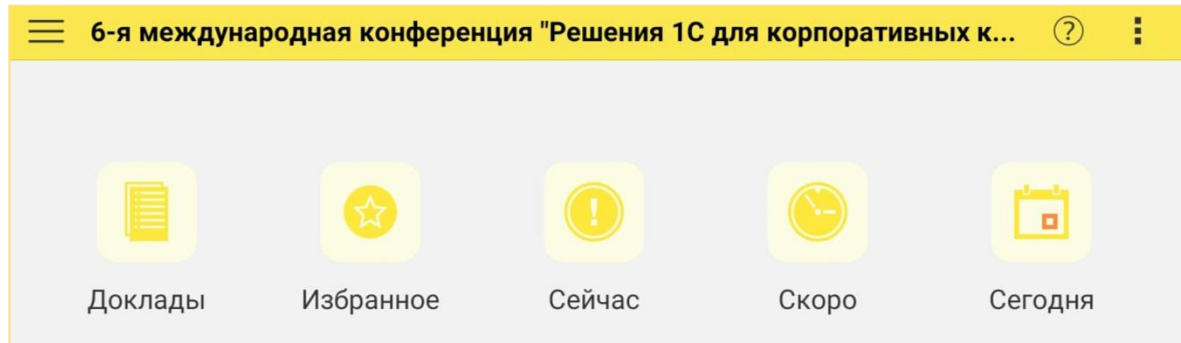 6-я международная конференция "Решения 1С для корпоративных к...
Доклады Избранное Сейчас Скоро Сегодня